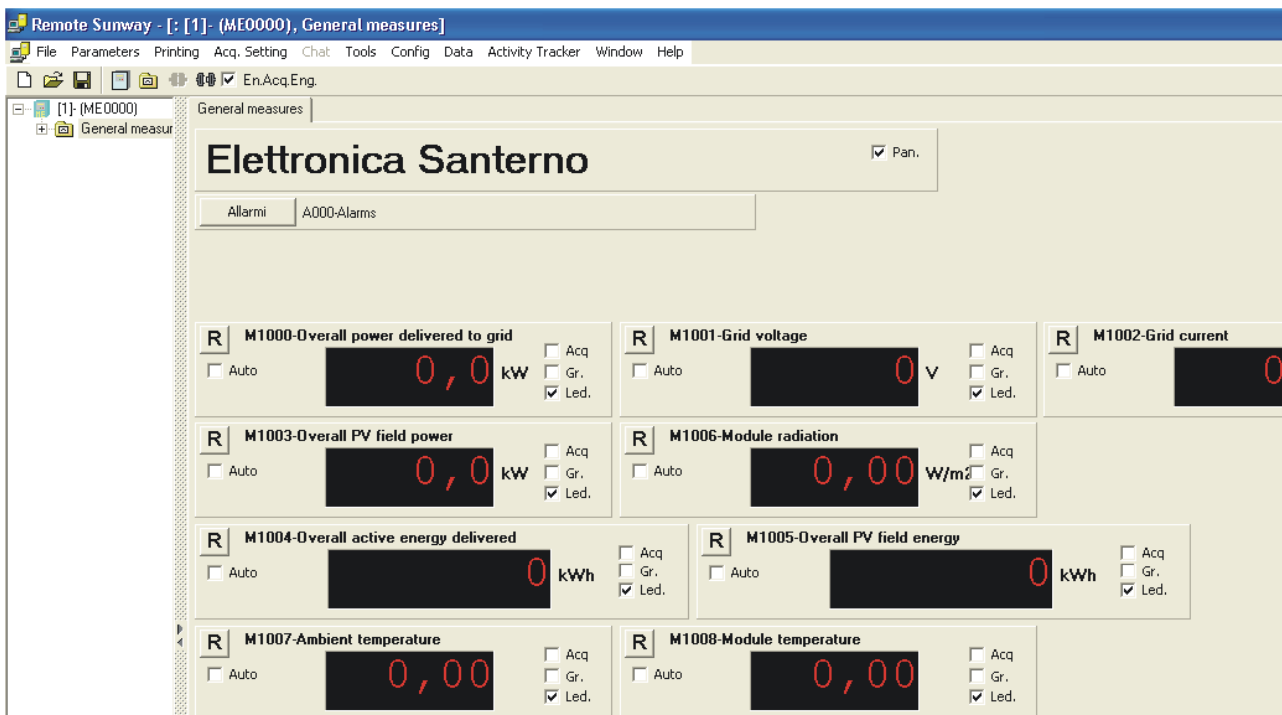 Remote Sunway - [: [1]- (ME0000), General measures]
File Parameters Printing Acq. Setting Chat Tools Config Data Activity Tracker Window Help
En.Acq.Eng.
[1]- (ME0000)
General measur
General measures
Elettronica Santerno
Pan.
Allarmi A000-Alarms
R M1000-Overall power delivered to grid
Auto 0,0 kW Acq Gr. Led.
R M1001-Grid voltage
Auto 0 V Acq Gr. Led.
R M1002-Grid current
Auto 0
R M1003-Overall PV field power
Auto 0,0 kW Acq Gr. Led.
R M1006-Module radiation
Auto 0,00 W/m2 Acq Gr. Led.
R M1004-Overall active energy delivered
Auto 0 kWh Acq Gr. Led.
R M1005-Overall PV field energy
Auto 0 kWh Acq Gr. Led.
R M1007-Ambient temperature
Auto 0,00 Acq Gr. Led.
R M1008-Module temperature
Auto 0,00 Acq Gr. Led.